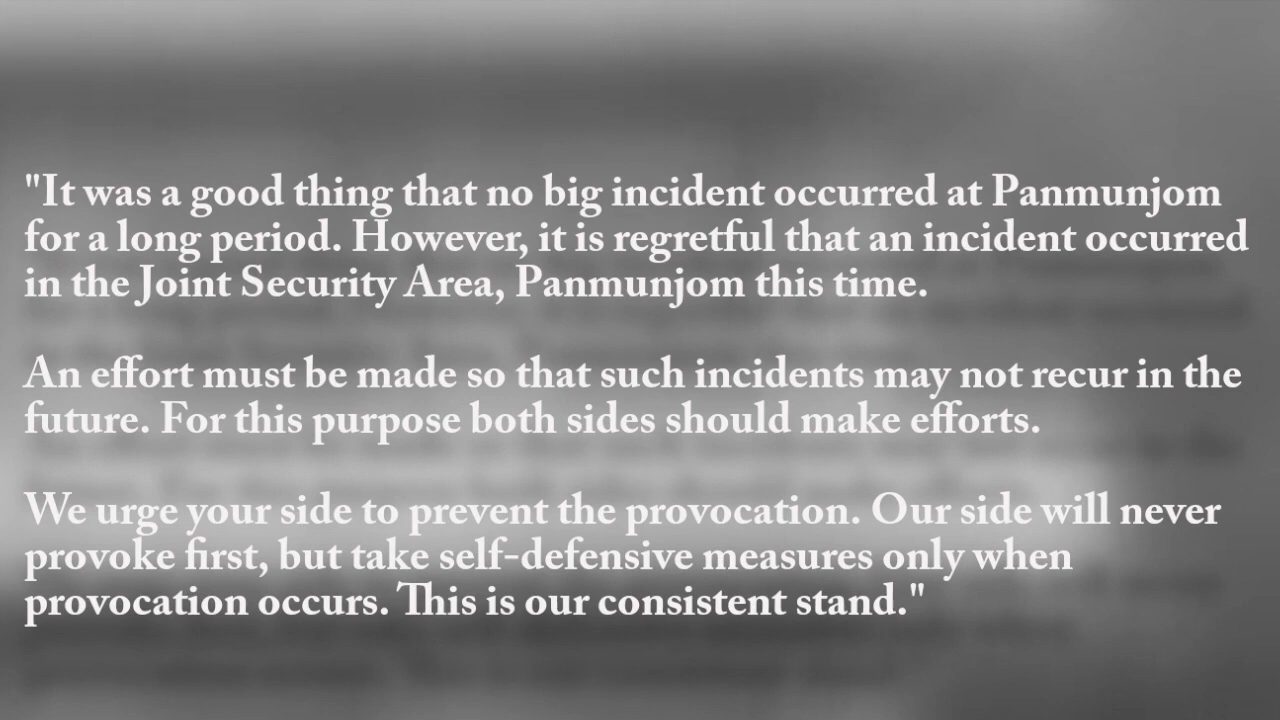 "It was a good thing that no big incident occurred at Panmunjom
for a long period. However, it is regretful that an incident occurred
in the Joint Security Area, Panmunjom this time.
An effort must be made so that such incidents may not recur in the
future. For this purpose both sides should make efforts.
We urge your side to prevent the provocation. Our side will never
provoke first, but take self-defensive measures only when
provocation occurs. This is our consistent stand."